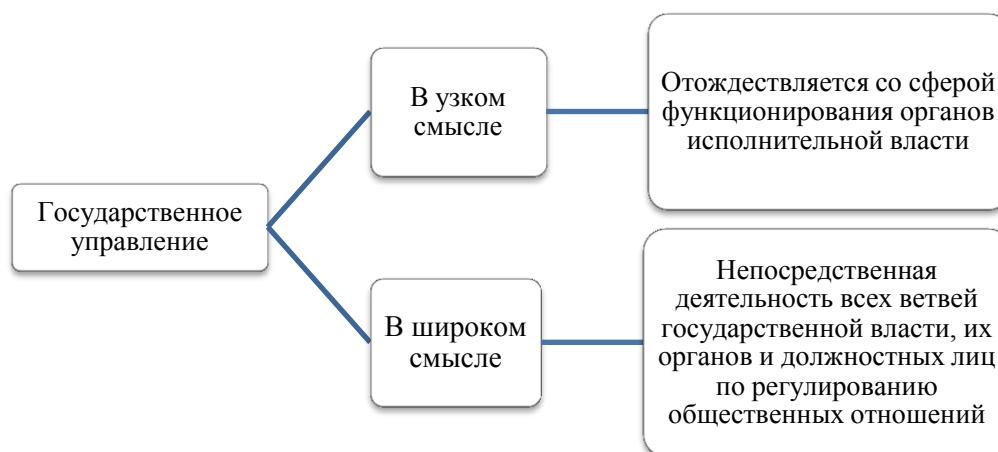 Государственное
управление
В узком
смысле
Отождествляется со сферой
функционирования органов
исполнительной власти
В широком
смысле
Непосредственная
деятельность всех ветвей
государственной власти, их
органов и должностных лиц
по регулированию
общественных отношений